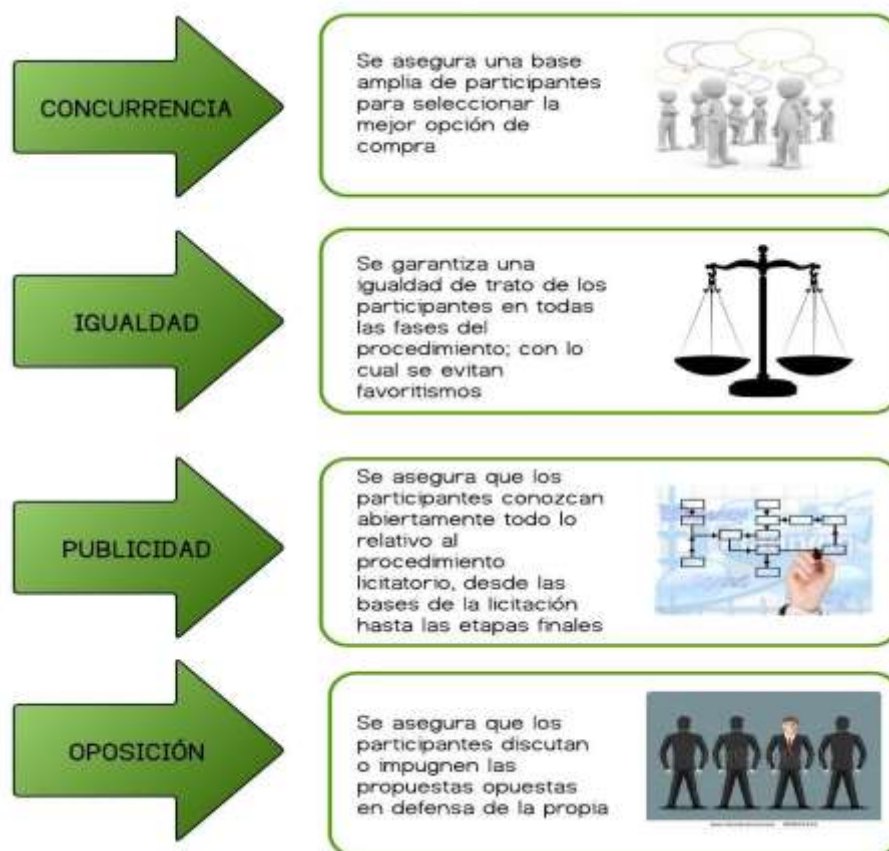 CONCURRENCIA
Se asegura una base
amplia de participantes
para seleccionar la
mejor opción de
compra
IGUALDAD
Se garantiza una
igualdad de trato de los
participantes en todas
las fases del
procedimiento; con lo
cual se evitan
favoritismos
PUBLICIDAD
Se asegura que los
participantes conozcan
abiertamente todo lo
relativo al
procedimiento
licitatorio, desde las
bases de la licitación
hasta las etapas finales
OPOSICIÓN
Se asegura que los
participantes discutan
o impugnen las
propuestas opuestas
en defensa de la propia